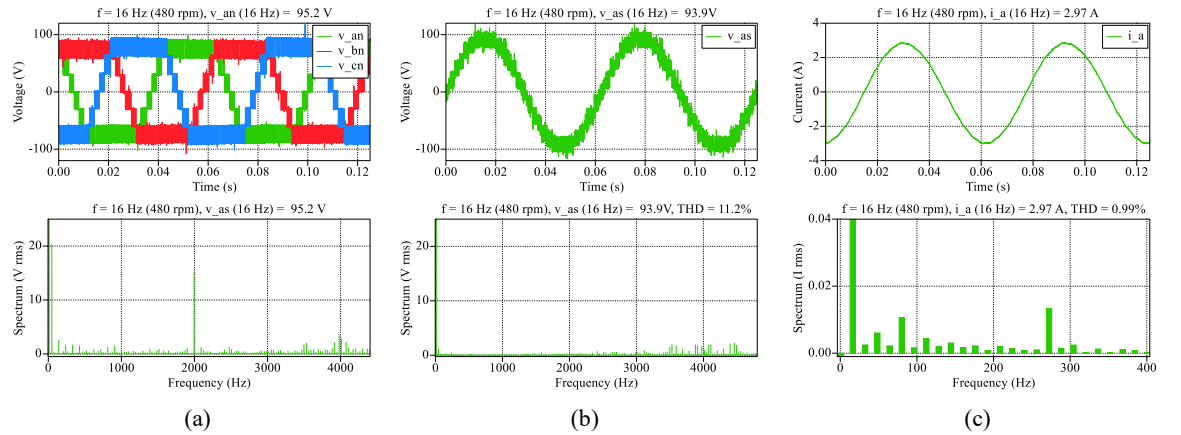 f = 16 Hz (480 rpm), v_an (16 Hz) = 95.2 V
Voltage (V)
100
0
-100
v_an
v_bn
v_cn
0.00 0.02 0.04 0.06 0.08 0.10 0.12
Time (s)
f = 16 Hz (480 rpm), v_as (16 Hz) = 93.9V
Voltage (V)
100
0
-100
v_as
0.00 0.02 0.04 0.06 0.08 0.10 0.12
Time (s)
f = 16 Hz (480 rpm), i_a (16 Hz) = 2.97 A
Current (A)
4
2
0
-2
-4
i_a
0.00 0.02 0.04 0.06 0.08 0.10 0.12
Time (s)
f = 16 Hz (480 rpm), v_as (16 Hz) = 95.2 V
Spectrum (V rms)
20
10
0
0 1000 2000 3000 4000
Frequency (Hz)
f = 16 Hz (480 rpm), v_as (16 Hz) = 93.9V, THD = 11.2%
Spectrum (V rms)
20
10
0
0 1000 2000 3000 4000
Frequency (Hz)
f = 16 Hz (480 rpm), i_a (16 Hz) = 2.97 A, THD = 0.99%
Spectrum (I rms)
0.04
0.02
0.00
0 100 200 300 400
Frequency (Hz)
(a)
(b)
(c)